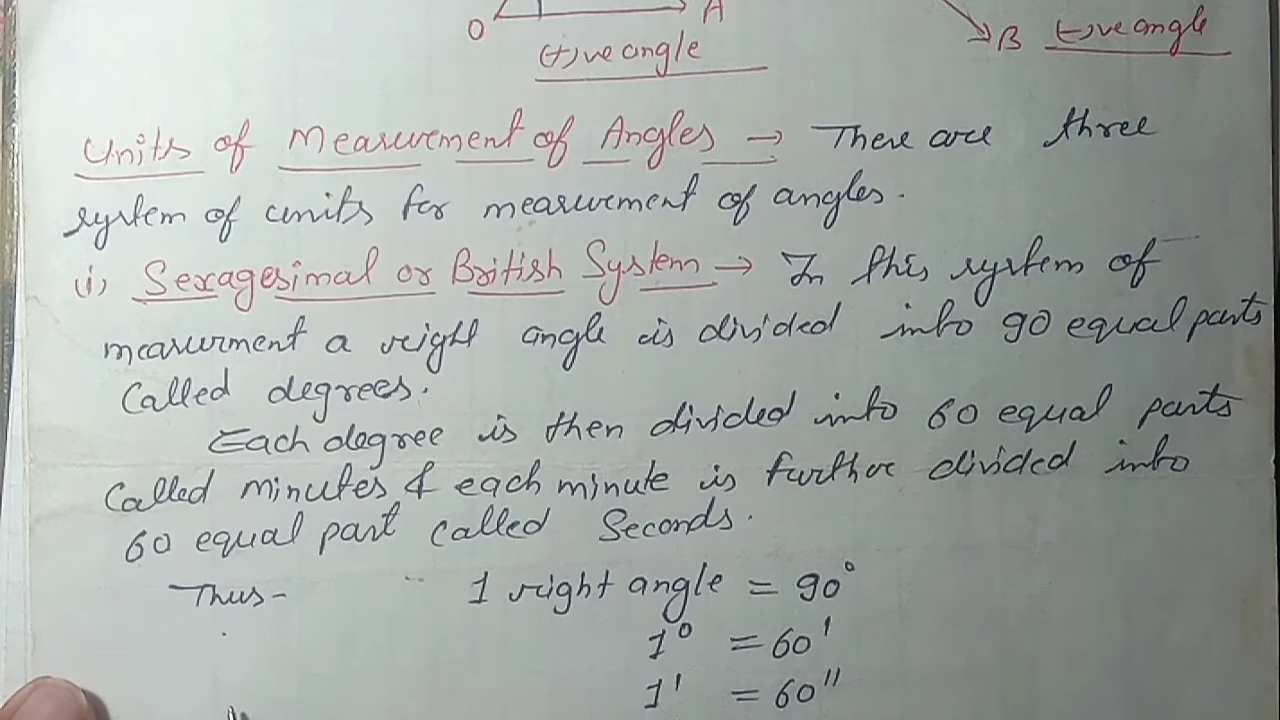 O A
(+)ve angle
B (-)ve angle
Units of Measurement of Angles → There are three
system of units for measurement of angles.
(i) Sexagesimal or British System → In this system of
measurment a right angle is divided into 90 equal parts
Called degrees.
Each degree is then divided into 60 equal parts
Called minutes & each minute is further divided into
60 equal part called Seconds.
Thus - 1 right angle = 90°
1° = 60'
1' = 60"